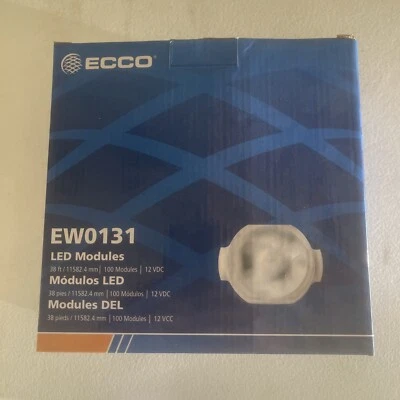 ECCO
EW0131
LED Modules
38 ft / 11582.4 mm | 100 Modules | 12 VDC
Módulos LED
38 pies / 11582.4 mm | 100 Módulos | 12 VDC
Modules DEL
38 pieds / 11582.4 mm | 100 Modules | 12 VCC